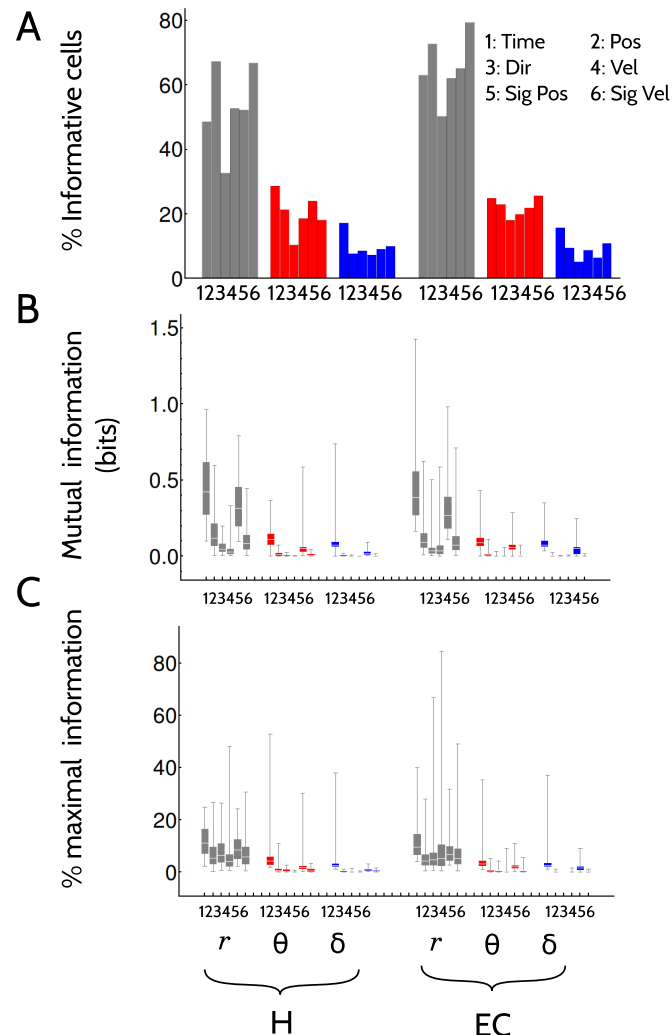 A
80
60
40
20
0
% Informative cells
1: Time 2: Pos
3: Dir 4: Vel
5: Sig Pos 6: Sig Vel
123456 123456 123456 123456 123456 123456
B
1.5
1.0
0.5
0.0
Mutual information
(bits)
123456 123456 123456 123456 123456 123456
C
80
60
40
20
0
% maximal information
123456 123456 123456 123456 123456 123456
r θ δ r θ δ
H EC